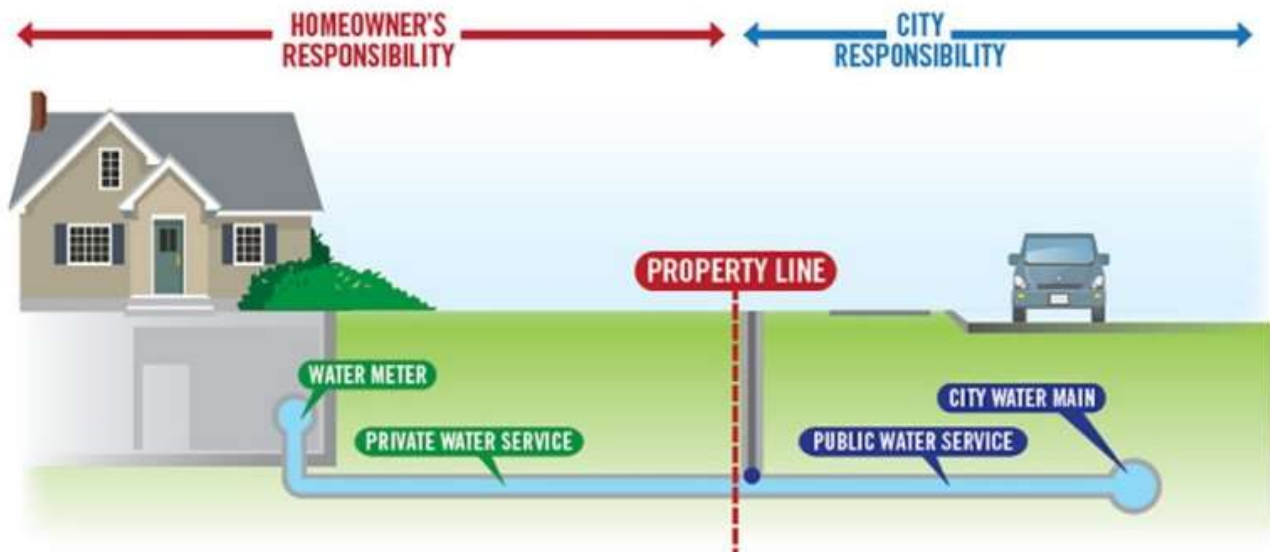 HOMEOWNER'S
RESPONSIBILITY
CITY
RESPONSIBILITY
PROPERTY LINE
WATER METER
CITY WATER MAIN
PRIVATE WATER SERVICE
PUBLIC WATER SERVICE